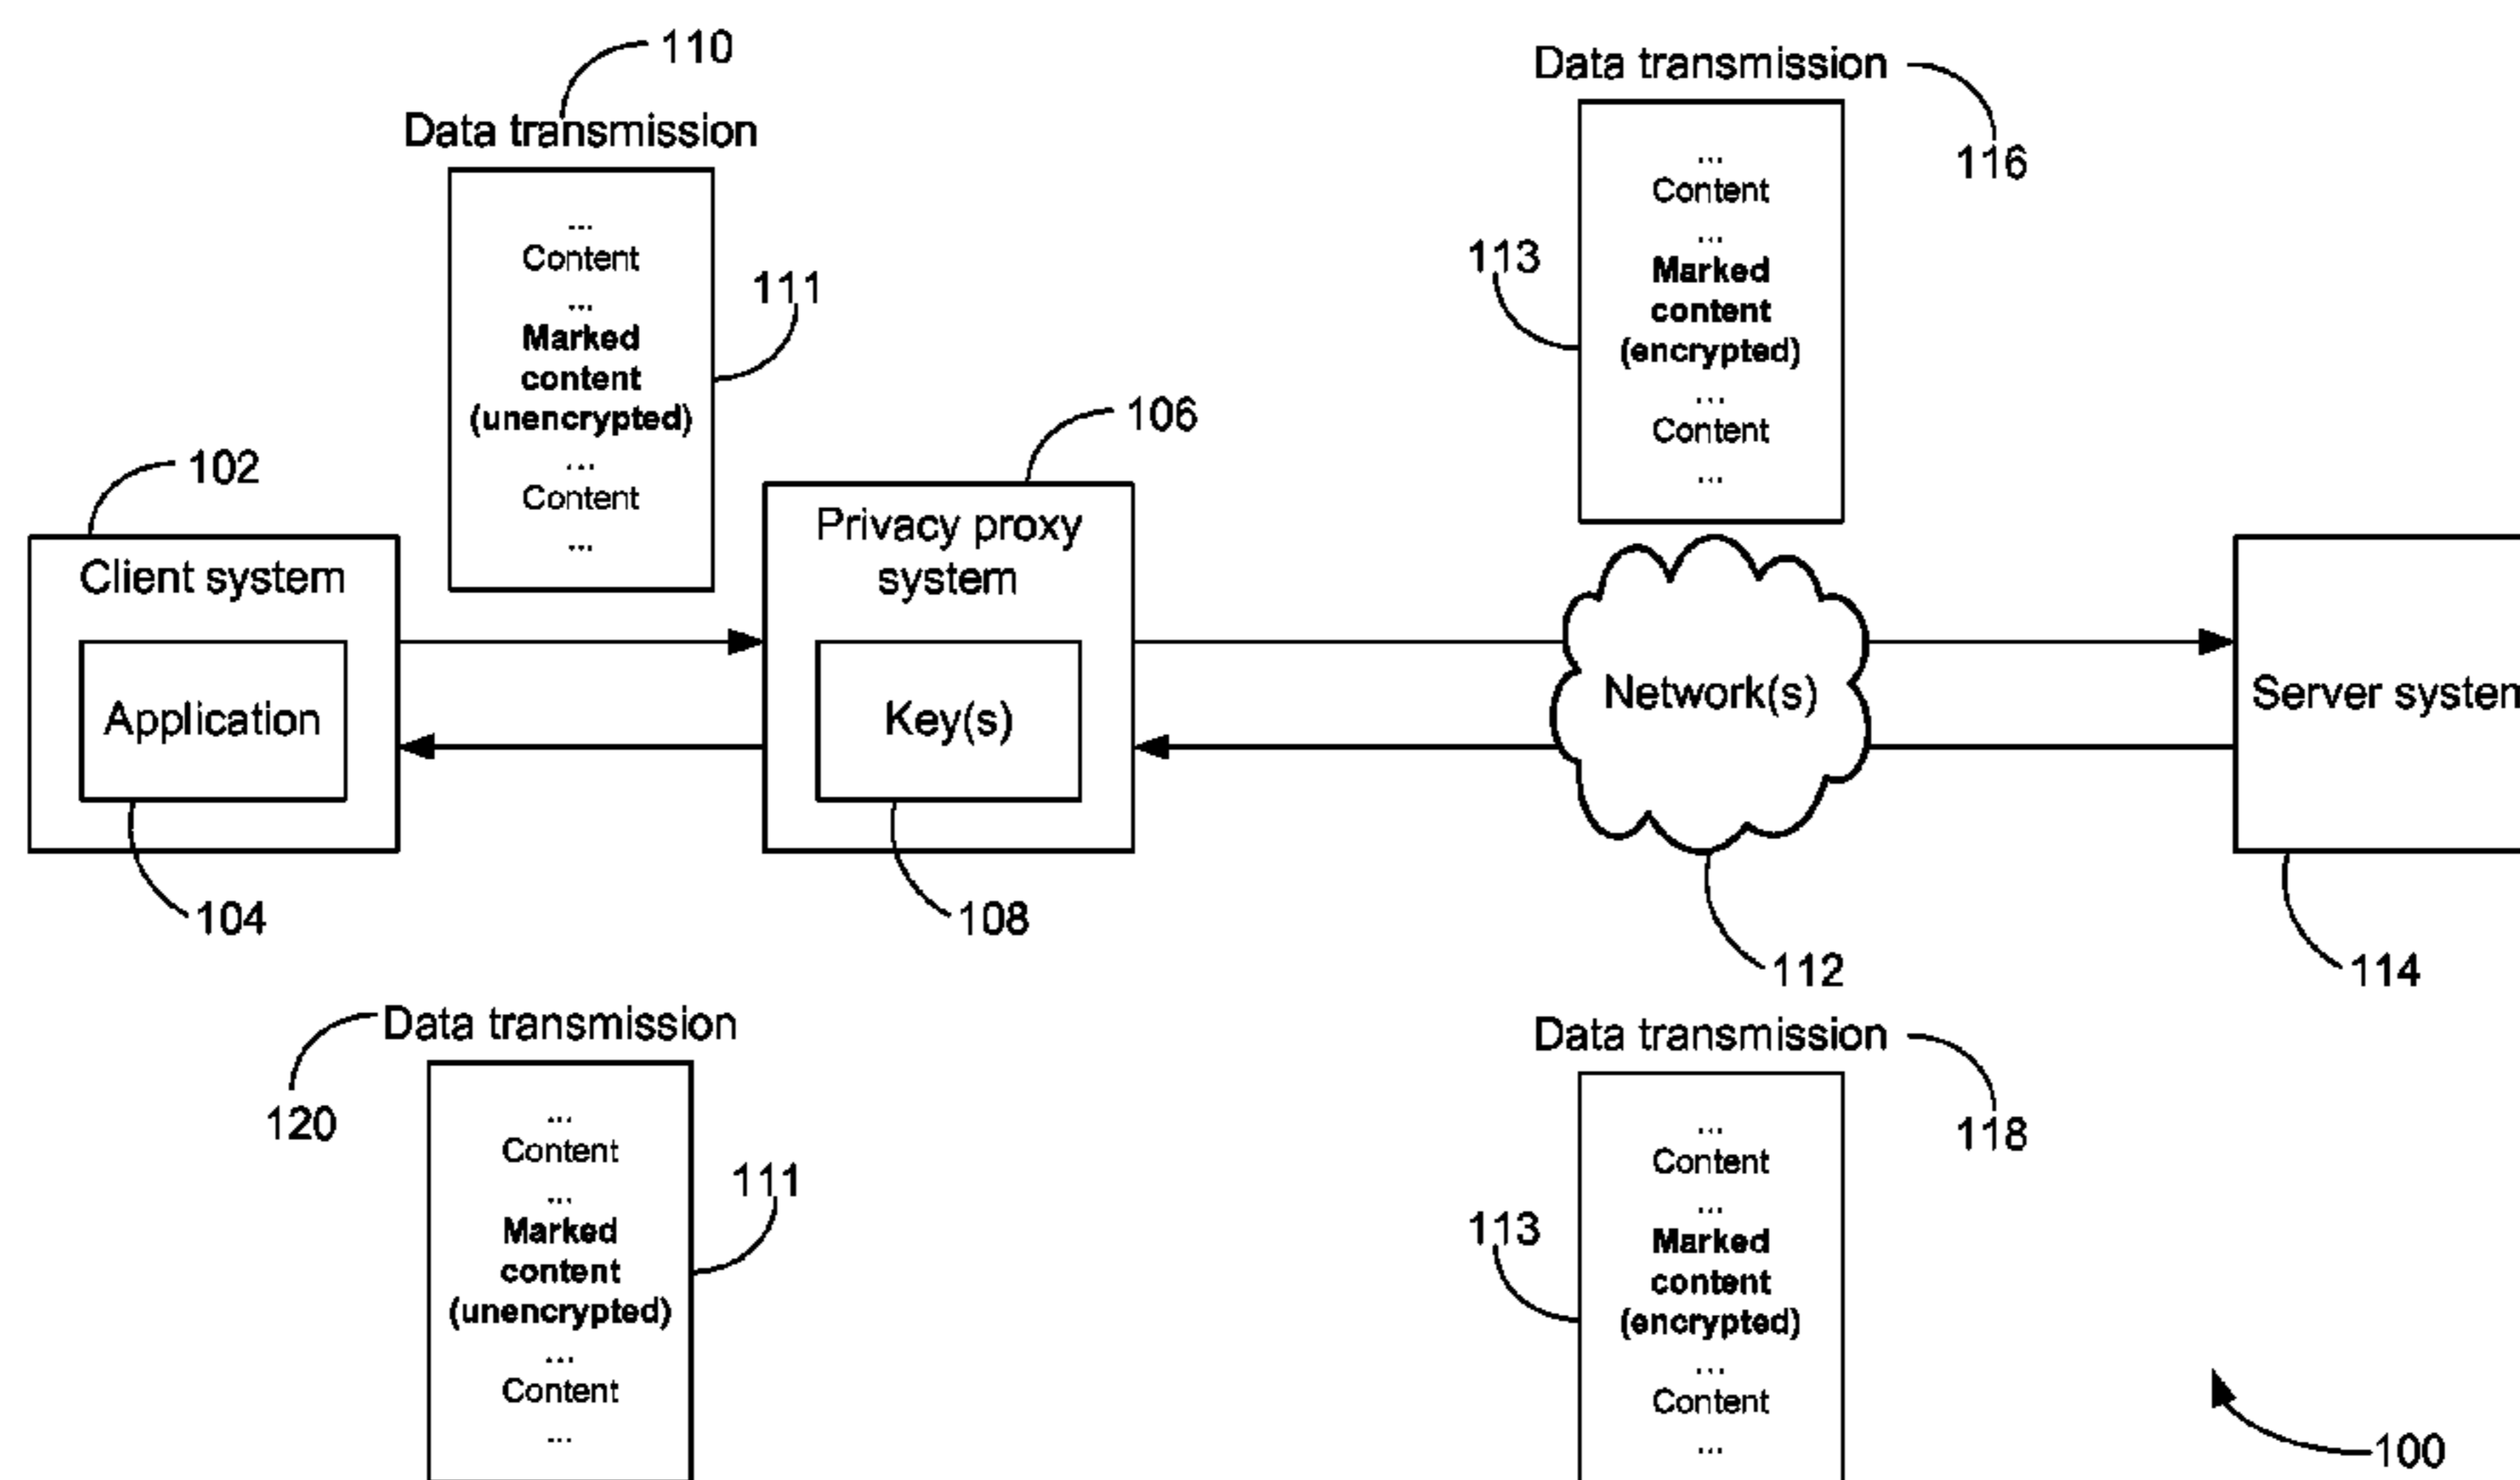 110
Data transmission
...
Content
...
Marked
content
(unencrypted)
...
Content
...
111
Data transmission
116
...
Content
...
Marked
content
(encrypted)
...
Content
...
113
102
Client system
Application
104
106
Privacy proxy
system
Key(s)
108
Network(s)
112
Server system
114
120
Data transmission
...
Content
...
Marked
content
(unencrypted)
...
Content
...
111
Data transmission
118
...
Content
...
Marked
content
(encrypted)
...
Content
...
113
100